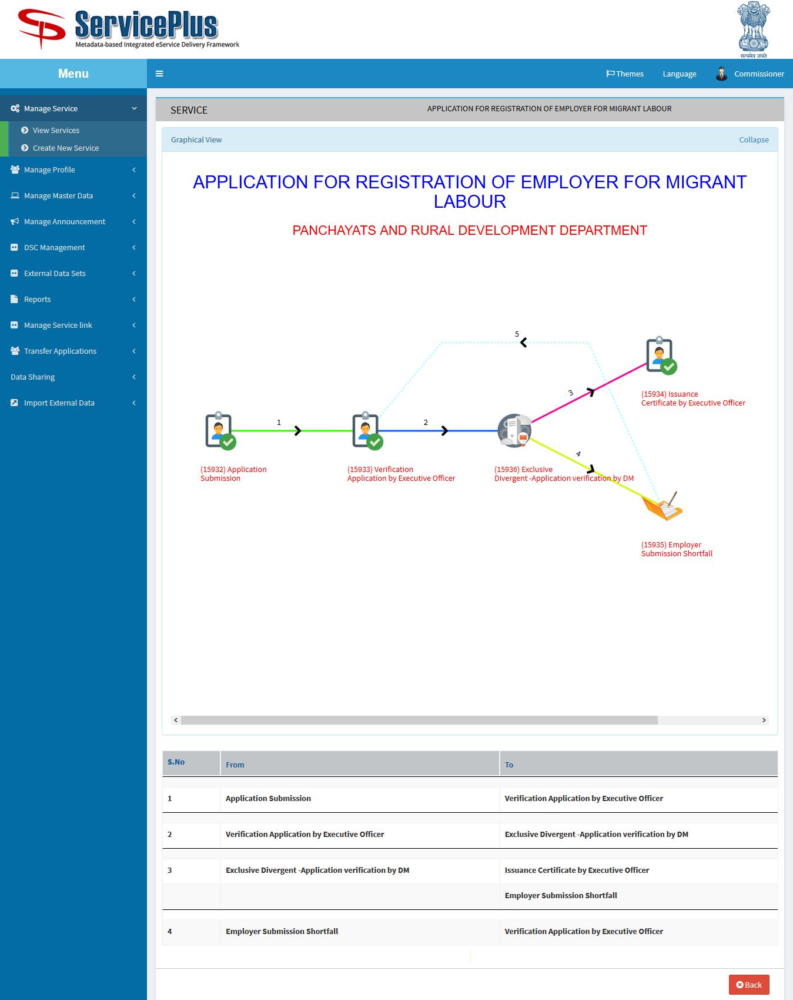 ServicePlus
Metadata-based Integrated eService Delivery Framework
सत्यमेव जयते
Menu
Themes
Language
Commissioner
Manage Service
View Services
Create New Service
Manage Profile
Manage Master Data
Manage Announcement
DSC Management
External Data Sets
Reports
Manage Service link
Transfer Applications
Data Sharing
Import External Data
SERVICE
APPLICATION FOR REGISTRATION OF EMPLOYER FOR MIGRANT LABOUR
Graphical View
Collapse
APPLICATION FOR REGISTRATION OF EMPLOYER FOR MIGRANT
LABOUR
PANCHAYATS AND RURAL DEVELOPMENT DEPARTMENT
5
3
(15934) Issuance
Certificate by Executive Officer
1
2
4
(15932) Application
Submission
(15933) Verification
Application by Executive Officer
(15936) Exclusive
Divergent -Application verification by DM
(15935) Employer
Submission Shortfall
S.No From To
1 Application Submission Verification Application by Executive Officer
2 Verification Application by Executive Officer Exclusive Divergent -Application verification by DM
3 Exclusive Divergent -Application verification by DM Issuance Certificate by Executive Officer
Employer Submission Shortfall
4 Employer Submission Shortfall Verification Application by Executive Officer
Back